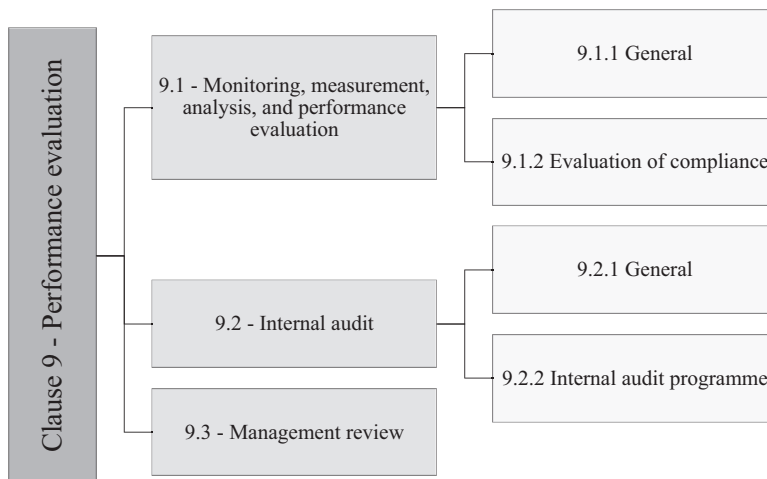 Clause 9 - Performance evaluation
9.1 - Monitoring, measurement,
analysis, and performance
evaluation
9.1.1 General
9.1.2 Evaluation of compliance
9.2 - Internal audit
9.2.1 General
9.2.2 Internal audit programme
9.3 - Management review